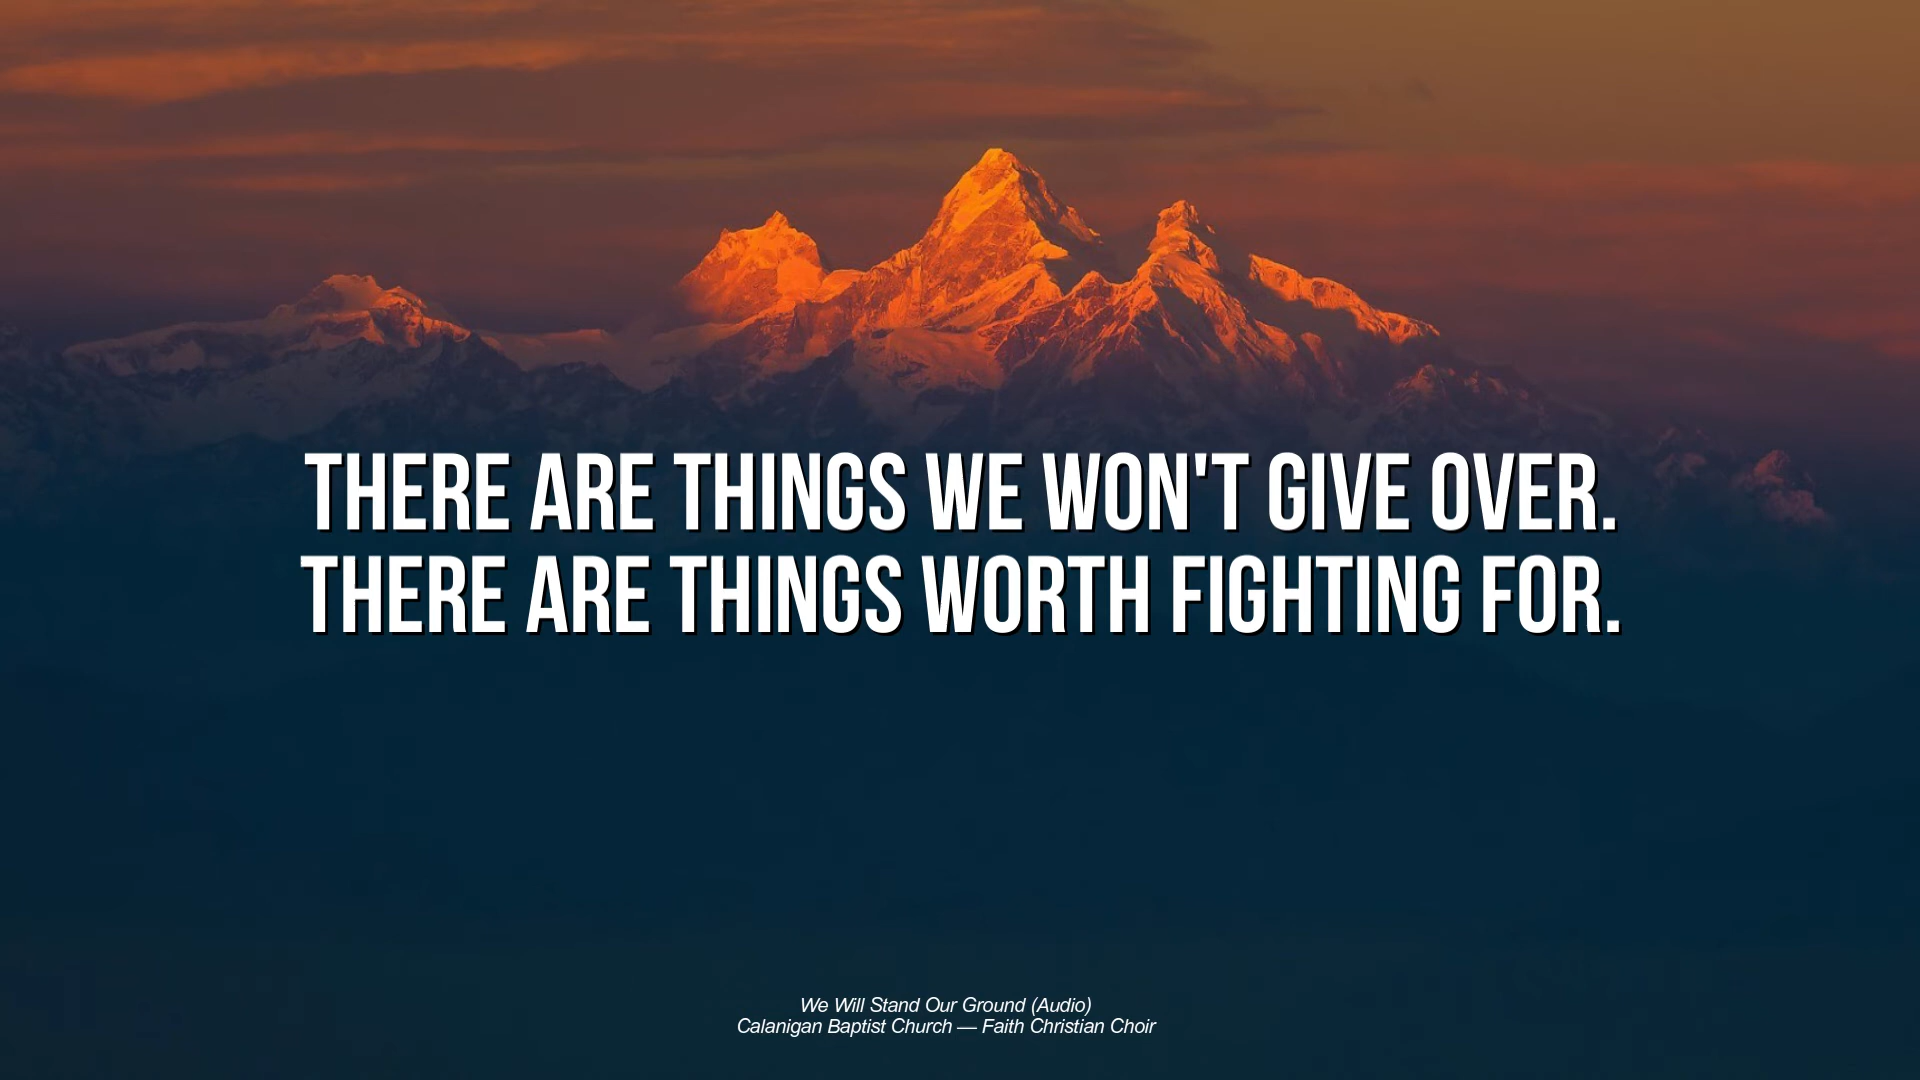 THERE ARE THINGS WE WON'T GIVE OVER.
THERE ARE THINGS WORTH FIGHTING FOR.
We Will Stand Our Ground (Audio)
Calanigan Baptist Church — Faith Christian Choir